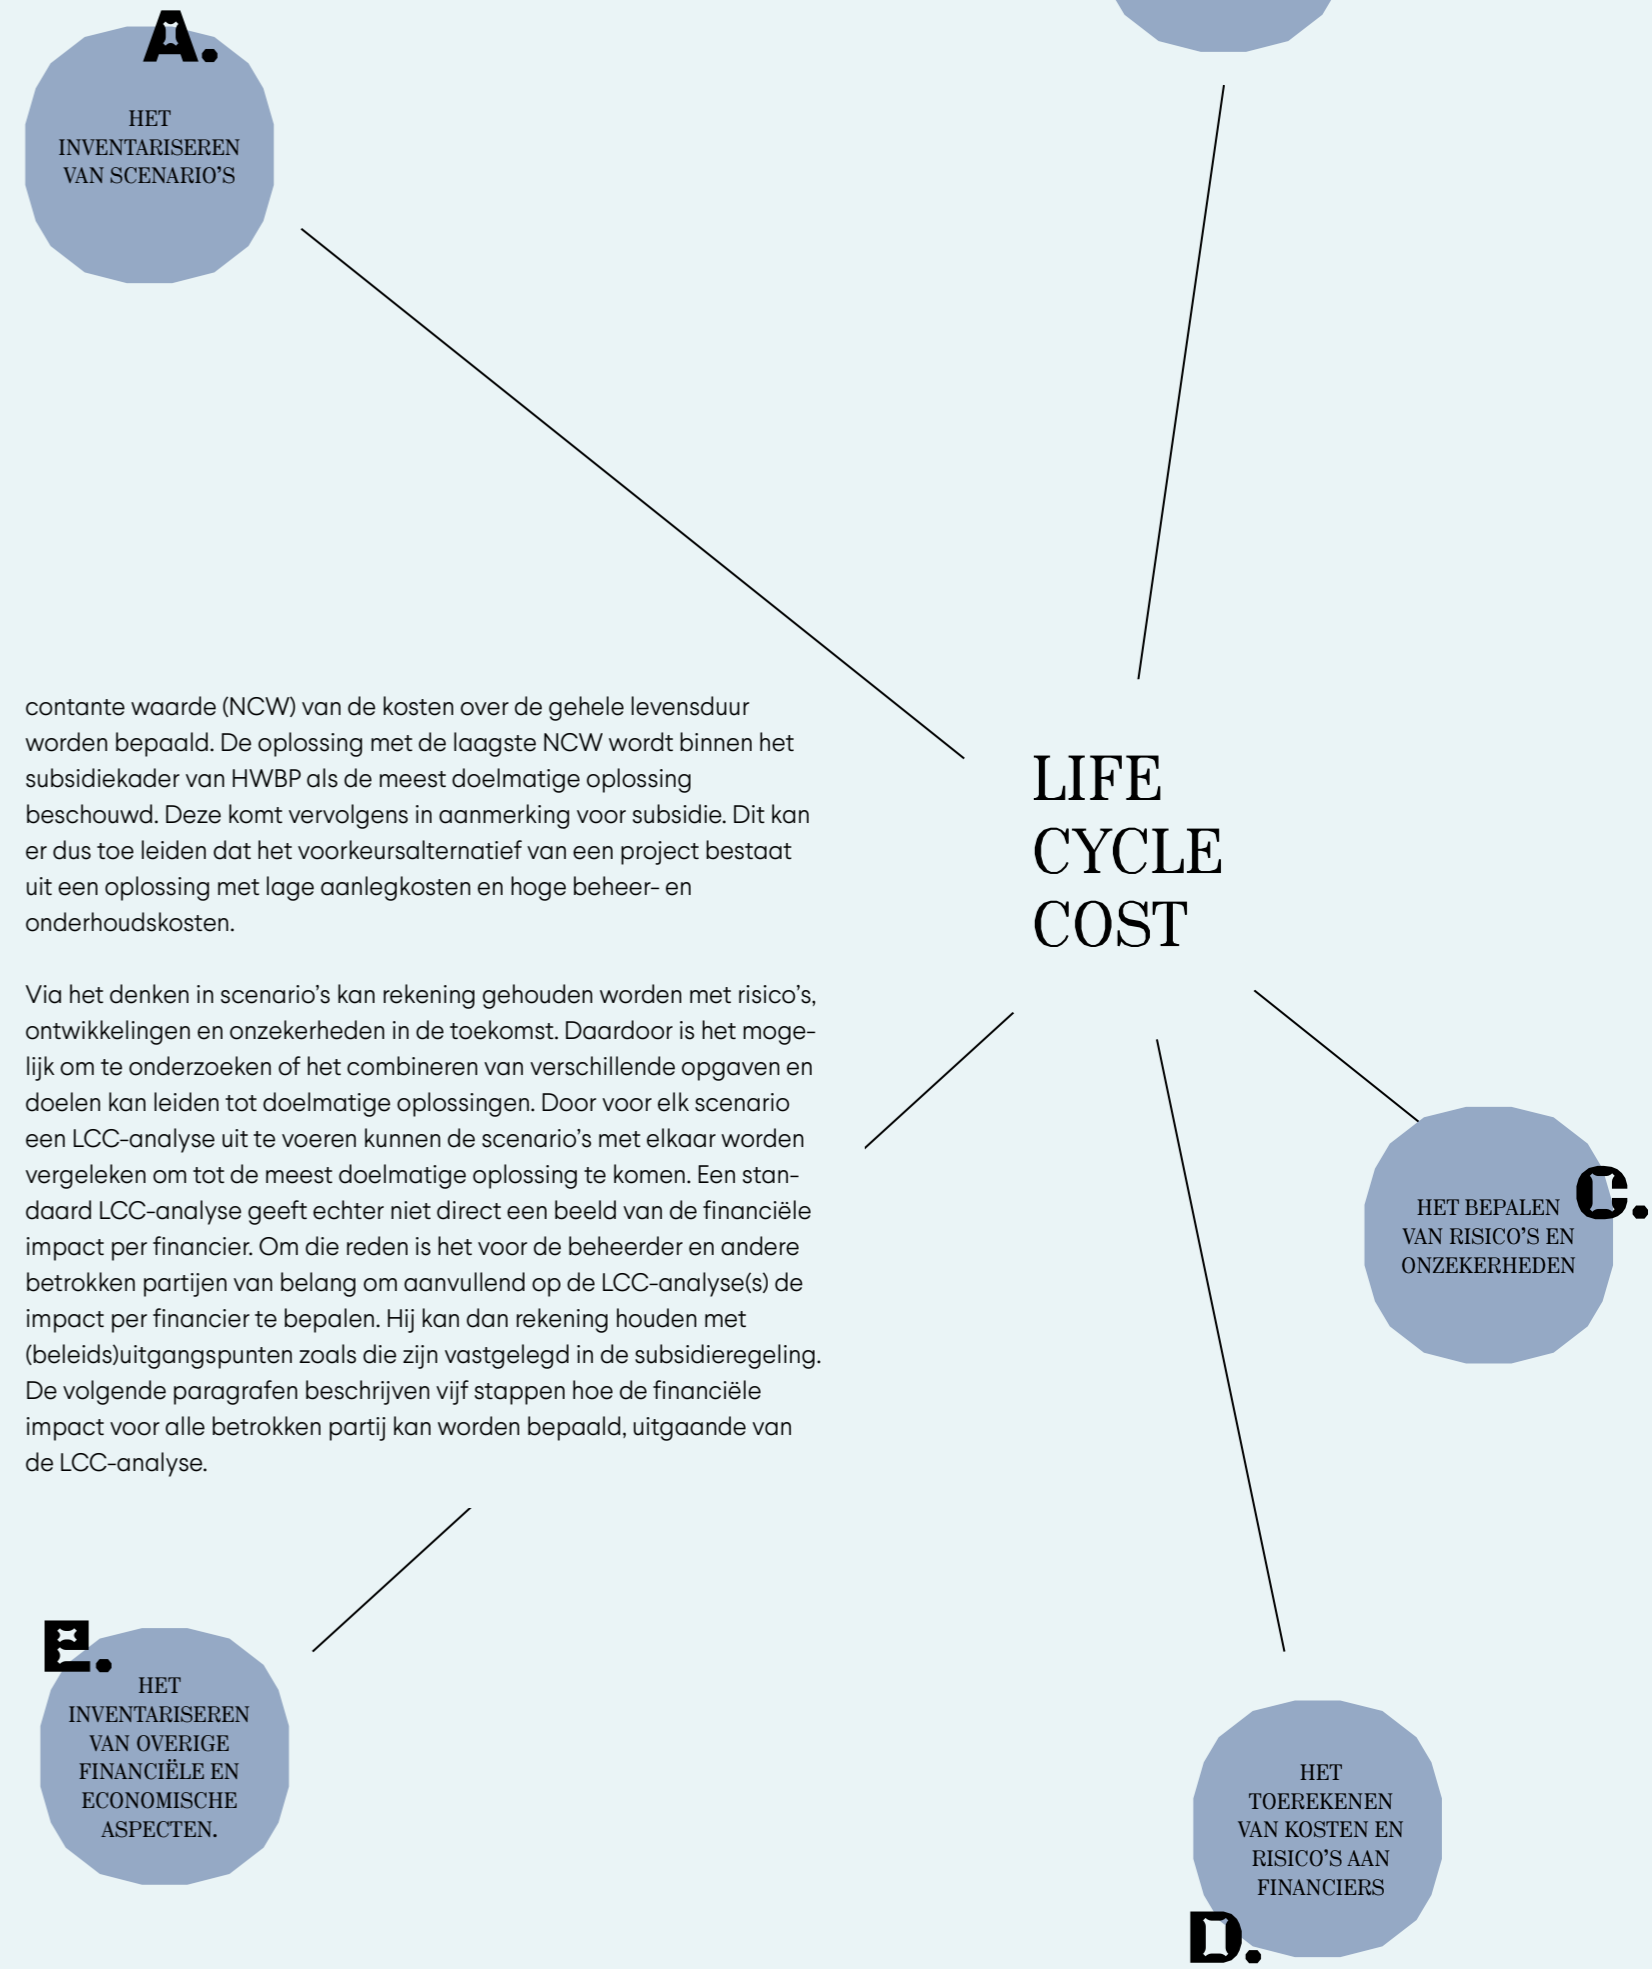 A.
HET
INVENTARISEREN
VAN SCENARIO’S
contante waarde (NCW) van de kosten over de gehele levensduur
worden bepaald. De oplossing met de laagste NCW wordt binnen het
subsidiekader van HWBP als de meest doelmatige oplossing
beschouwd. Deze komt vervolgens in aanmerking voor subsidie. Dit kan
er dus toe leiden dat het voorkeursalternatief van een project bestaat
uit een oplossing met lage aanlegkosten en hoge beheer- en
onderhoudskosten.
Via het denken in scenario’s kan rekening gehouden worden met risico’s,
ontwikkelingen en onzekerheden in de toekomst. Daardoor is het moge-
lijk om te onderzoeken of het combineren van verschillende opgaven en
doelen kan leiden tot doelmatige oplossingen. Door voor elk scenario
een LCC-analyse uit te voeren kunnen de scenario’s met elkaar worden
vergeleken om tot de meest doelmatige oplossing te komen. Een stan-
daard LCC-analyse geeft echter niet direct een beeld van de financiële
impact per financier. Om die reden is het voor de beheerder en andere
betrokken partijen van belang om aanvullend op de LCC-analyse(s) de
impact per financier te bepalen. Hij kan dan rekening houden met
(beleids)uitgangspunten zoals die zijn vastgelegd in de subsidieregeling.
De volgende paragrafen beschrijven vijf stappen hoe de financiële
impact voor alle betrokken partij kan worden bepaald, uitgaande van
de LCC-analyse.
LIFE
CYCLE
COST
C.
HET BEPALEN
VAN RISICO’S EN
ONZEKERHEDEN
E.
HET
INVENTARISEREN
VAN OVERIGE
FINANCIËLE EN
ECONOMISCHE
ASPECTEN.
HET
TOEREKENEN
VAN KOSTEN EN
RISICO’S AAN
FINANCIERS
D.